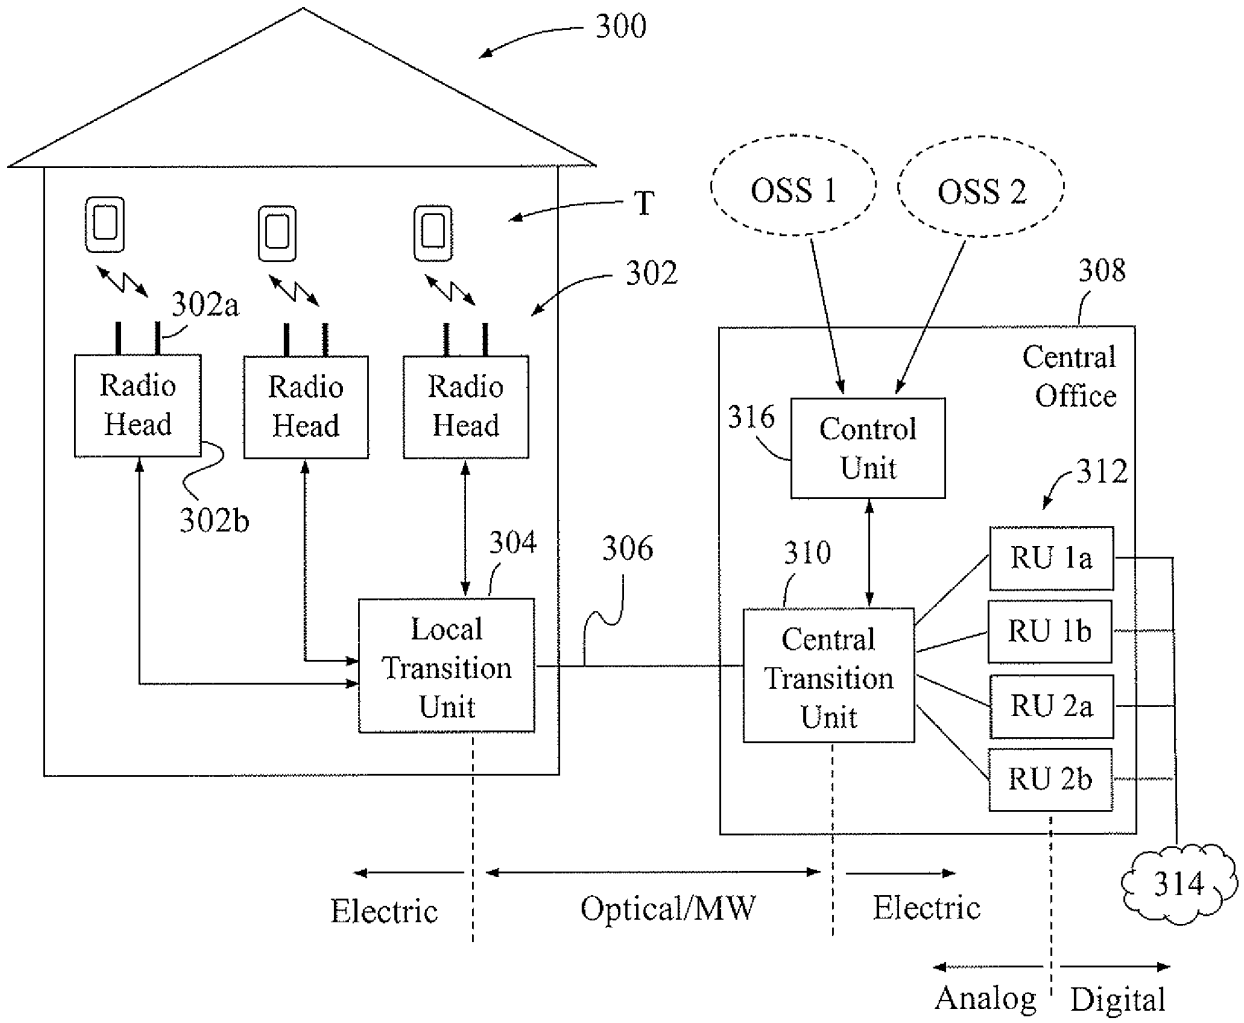 300
OSS 1
OSS 2
T
302
308
302a
Central
Office
Radio
Head
Radio
Head
Radio
Head
316
Control
Unit
312
302b
304
306
310
RU 1a
RU 1b
RU 2a
RU 2b
Local
Transition
Unit
Central
Transition
Unit
314
Electric
Optical/MW
Electric
Analog
Digital